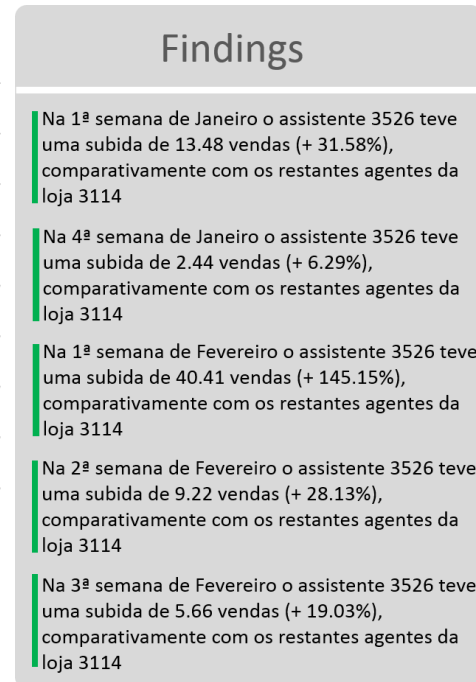 Findings
Na 1ª semana de Janeiro o assistente 3526 teve
uma subida de 13.48 vendas (+ 31.58%),
comparativamente com os restantes agentes da
loja 3114
Na 4ª semana de Janeiro o assistente 3526 teve
uma subida de 2.44 vendas (+ 6.29%),
comparativamente com os restantes agentes da
loja 3114
Na 1ª semana de Fevereiro o assistente 3526 teve
uma subida de 40.41 vendas (+ 145.15%),
comparativamente com os restantes agentes da
loja 3114
Na 2ª semana de Fevereiro o assistente 3526 teve
uma subida de 9.22 vendas (+ 28.13%),
comparativamente com os restantes agentes da
loja 3114
Na 3ª semana de Fevereiro o assistente 3526 teve
uma subida de 5.66 vendas (+ 19.03%),
comparativamente com os restantes agentes da
loja 3114